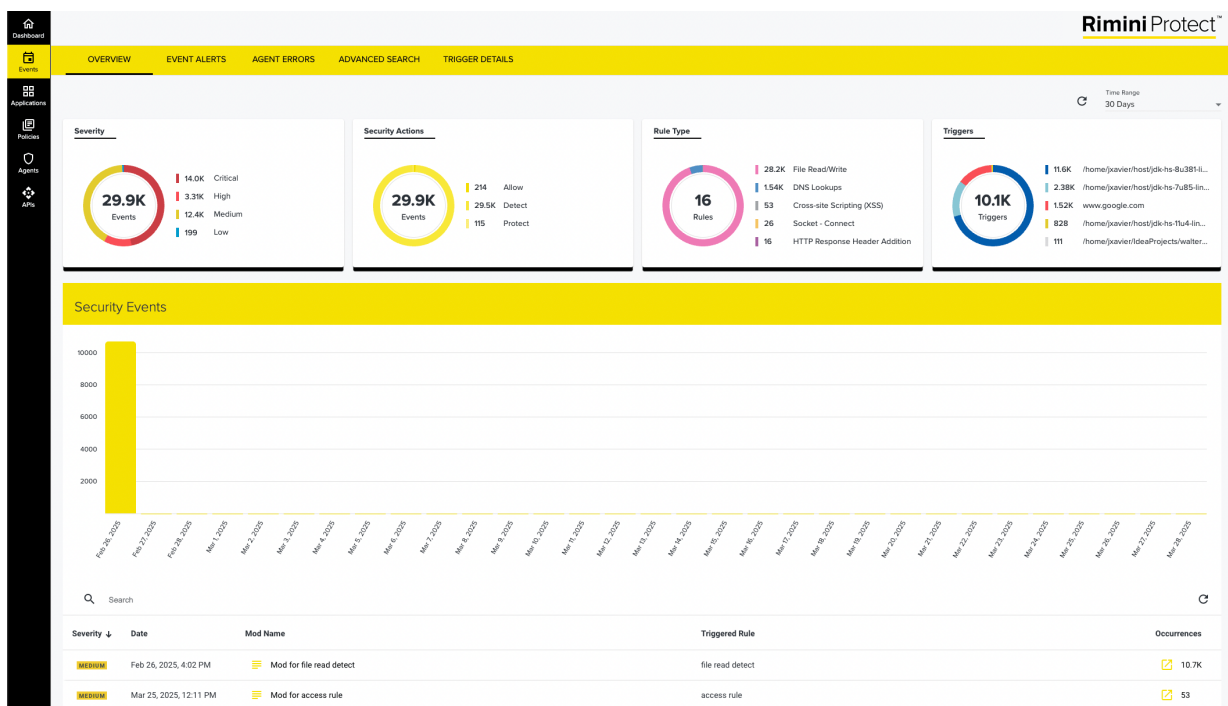 Rimini Protect™
Dashboard
Events
Applications
Policies
Agents
APIs
OVERVIEW EVENT ALERTS AGENT ERRORS ADVANCED SEARCH TRIGGER DETAILS
Time Range
30 Days
Severity
29.9K
Events
14.0K Critical
3.31K High
12.4K Medium
199 Low
Security Actions
29.9K
Events
214 Allow
29.5K Detect
115 Protect
Rule Type
16
Rules
28.2K File Read/Write
1.54K DNS Lookups
53 Cross-site Scripting (XSS)
26 Socket - Connect
16 HTTP Response Header Addition
Triggers
10.1K
Triggers
11.6K /home/jxavier/host/jdk-hs-8u381-li...
2.38K /home/jxavier/host/jdk-hs-7u85-lin...
1.52K www.google.com
828 /home/jxavier/host/jdk-hs-11u4-lin...
111 /home/jxavier/IdeaProjects/walter...
Security Events
10000
8000
6000
4000
2000
Feb 26, 2025 Feb 27, 2025 Feb 28, 2025 Mar 1, 2025 Mar 2, 2025 Mar 3, 2025 Mar 4, 2025 Mar 5, 2025 Mar 6, 2025 Mar 7, 2025 Mar 8, 2025 Mar 9, 2025 Mar 10, 2025 Mar 11, 2025 Mar 12, 2025 Mar 13, 2025 Mar 14, 2025 Mar 15, 2025 Mar 16, 2025 Mar 17, 2025 Mar 18, 2025 Mar 19, 2025 Mar 20, 2025 Mar 21, 2025 Mar 22, 2025 Mar 23, 2025 Mar 24, 2025 Mar 25, 2025 Mar 26, 2025 Mar 27, 2025 Mar 28, 2025
Search
Severity Date Mod Name Triggered Rule Occurrences
MEDIUM Feb 26, 2025, 4:02 PM Mod for file read detect file read detect 10.7K
MEDIUM Mar 25, 2025, 12:11 PM Mod for access rule access rule 53